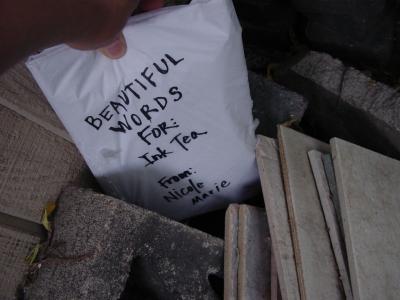 BEAUTIFUL
WORDS
FOR:
Ink Tea
From:
Nicole
Marie